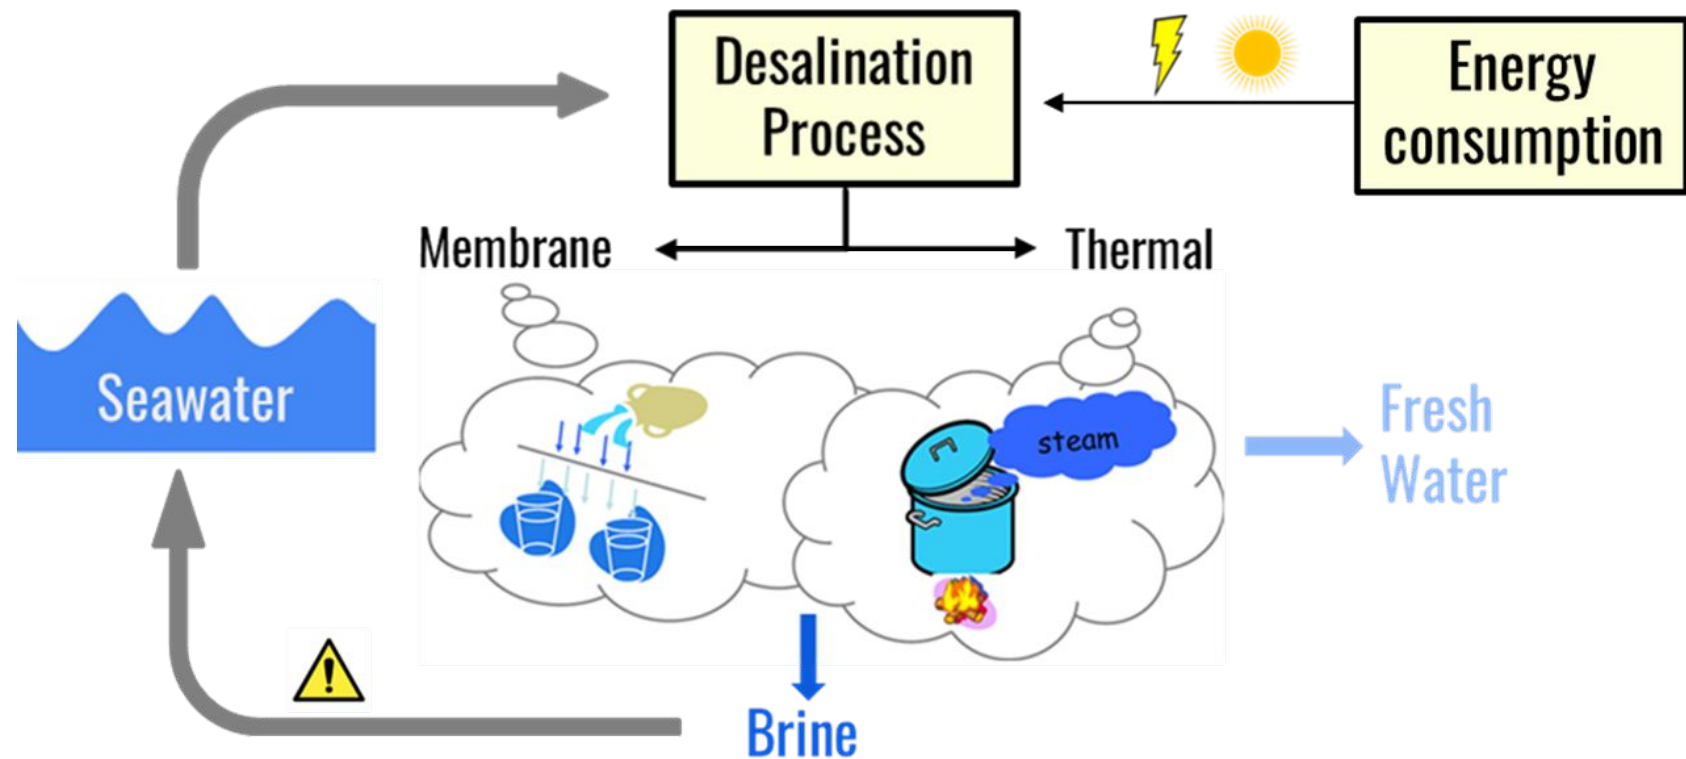 Desalination
Process
Energy
consumption
Membrane
Thermal
Seawater
steam
Fresh
Water
Brine